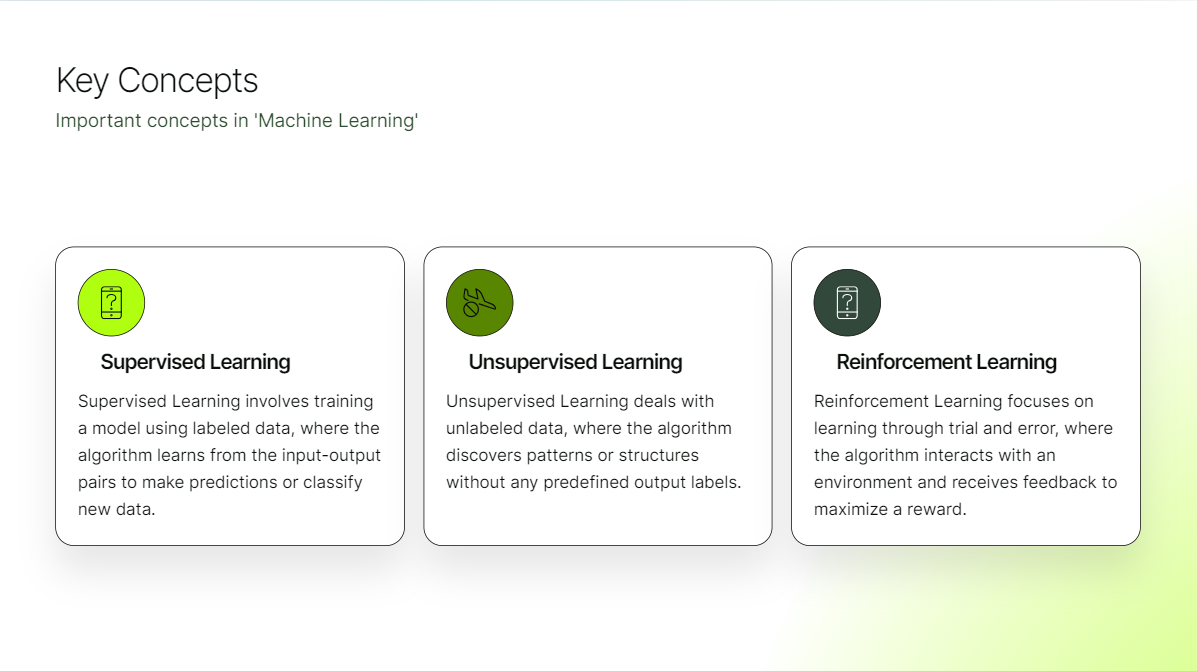 Key Concepts
Important concepts in 'Machine Learning'
Supervised Learning
Supervised Learning involves training
a model using labeled data, where the
algorithm learns from the input-output
pairs to make predictions or classify
new data.
Unsupervised Learning
Unsupervised Learning deals with
unlabeled data, where the algorithm
discovers patterns or structures
without any predefined output labels.
Reinforcement Learning
Reinforcement Learning focuses on
learning through trial and error, where
the algorithm interacts with an
environment and receives feedback to
maximize a reward.